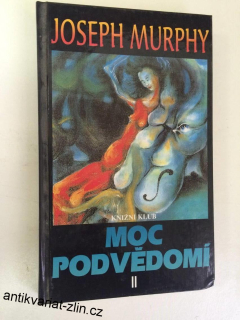 JOSEPH MURPHY
KNIŽNÍ KLUB
MOC
PODVĚDOMÍ
II
antikvariat-zlin.cz